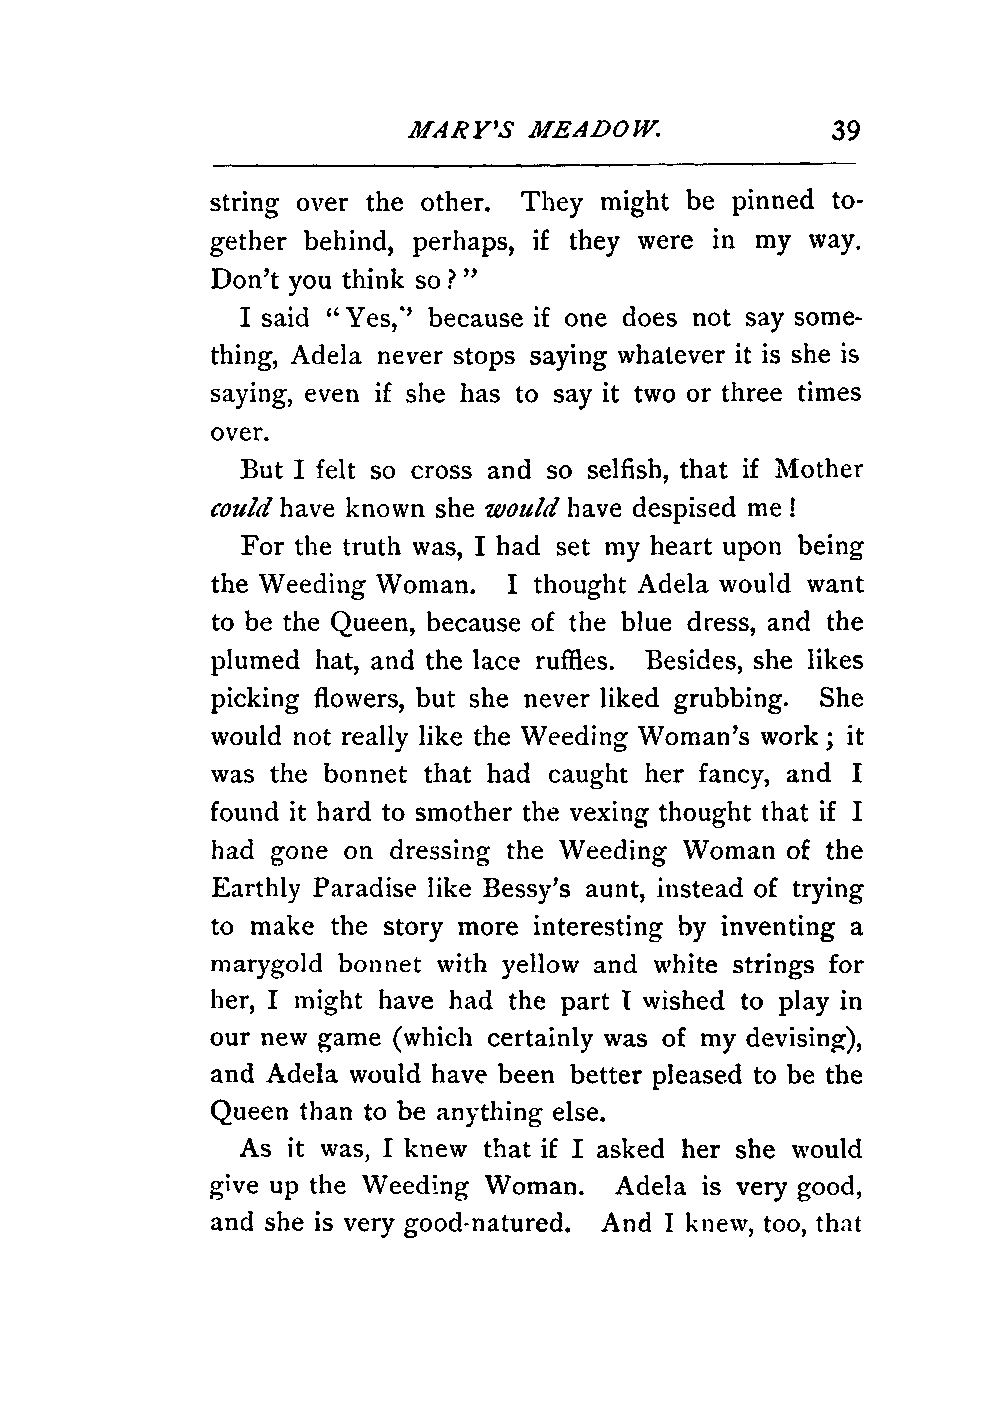 MARY'S MEADOW. 39
string over the other. They might be pinned to-
gether behind, perhaps, if they were in my way.
Don't you think so?"
I said "Yes," because if one does not say some-
thing, Adela never stops saying whatever it is she is
saying, even if she has to say it two or three times
over.
But I felt so cross and so selfish, that if Mother
could have known she would have despised me!
For the truth was, I had set my heart upon being
the Weeding Woman. I thought Adela would want
to be the Queen, because of the blue dress, and the
plumed hat, and the lace ruffles. Besides, she likes
picking flowers, but she never liked grubbing. She
would not really like the Weeding Woman's work; it
was the bonnet that had caught her fancy, and I
found it hard to smother the vexing thought that if I
had gone on dressing the Weeding Woman of the
Earthly Paradise like Bessy's aunt, instead of trying
to make the story more interesting by inventing a
marygold bonnet with yellow and white strings for
her, I might have had the part I wished to play in
our new game (which certainly was of my devising),
and Adela would have been better pleased to be the
Queen than to be anything else.
As it was, I knew that if I asked her she would
give up the Weeding Woman. Adela is very good,
and she is very good-natured. And I knew, too, that